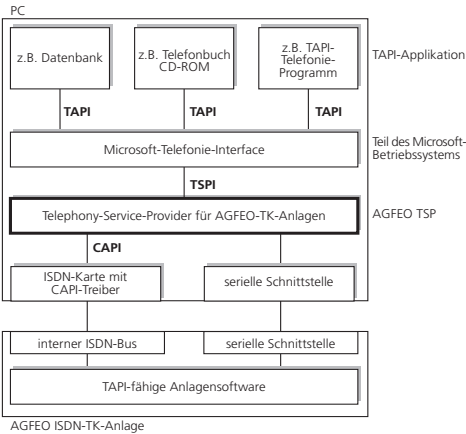 PC
z.B. Datenbank
z.B. Telefonbuch
CD-ROM
z.B. TAPI-
Telefonie-
Programm
TAPI-Applikation
TAPI
TAPI
TAPI
Microsoft-Telefonie-Interface
Teil des Microsoft-
Betriebssystems
TSPI
Telephony-Service-Provider für AGFEO-TK-Anlagen
AGFEO TSP
CAPI
ISDN-Karte mit
CAPI-Treiber
serielle Schnittstelle
interner ISDN-Bus
serielle Schnittstelle
TAPI-fähige Anlagensoftware
AGFEO ISDN-TK-Anlage